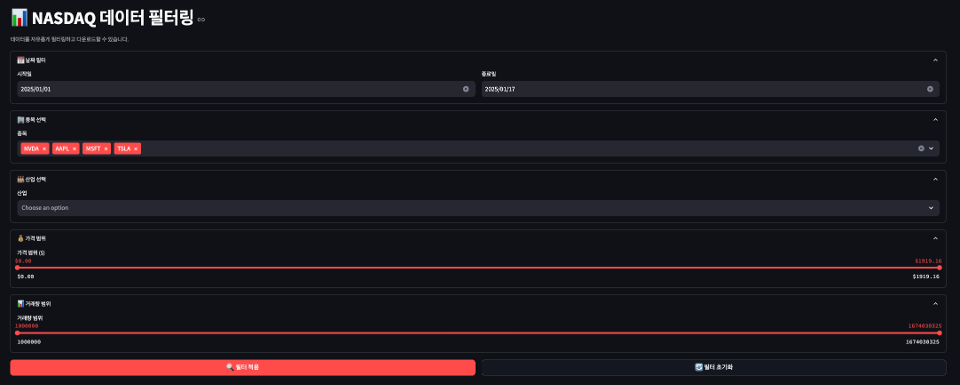 NASDAQ 데이터 필터링
데이터를 자유롭게 필터링하고 다운로드할 수 있습니다.
날짜 필터
시작일
종료일
2025/01/01
2025/01/17
종목 선택
종목
NVDA × AAPL × MSFT × TSLA ×
산업 선택
산업
Choose an option
가격 범위
가격 범위 ($)
$0.00
$1919.16
$0.00
$1919.16
거래량 범위
거래량 범위
1000000
1674030325
1000000
1674030325
필터 적용
필터 초기화